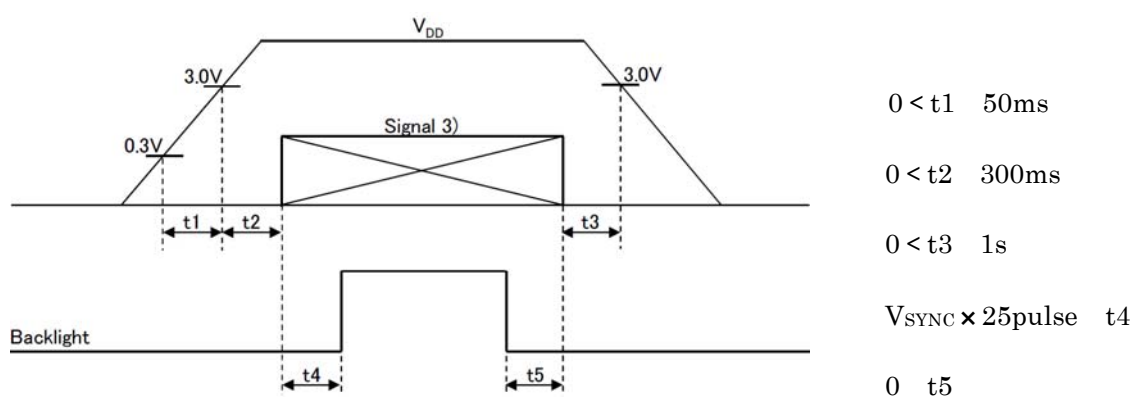 VDD
3.0V
3.0V
0 < t1 50ms
Signal 3)
0.3V
0 < t2 300ms
t1
t2
t3
0 < t3 1s
VSYNC × 25pulse t4
Backlight
t4
t5
0 t5